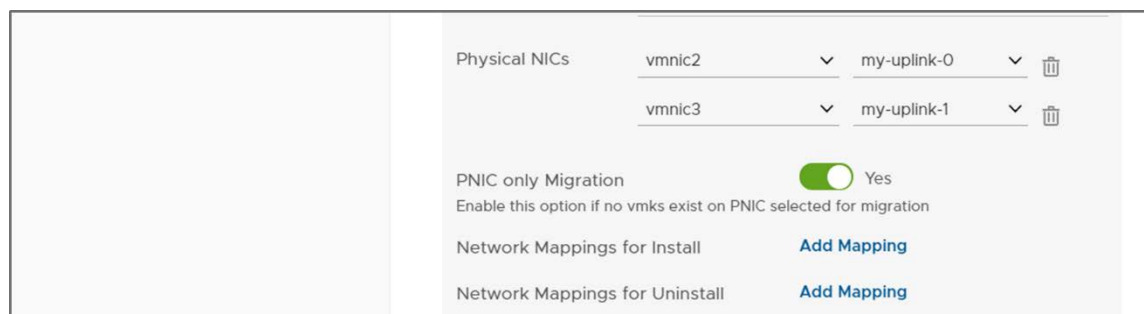 Physical NICs vmnic2 my-uplink-0
vmnic3 my-uplink-1
PNIC only Migration Yes
Enable this option if no vmks exist on PNIC selected for migration
Network Mappings for Install Add Mapping
Network Mappings for Uninstall Add Mapping